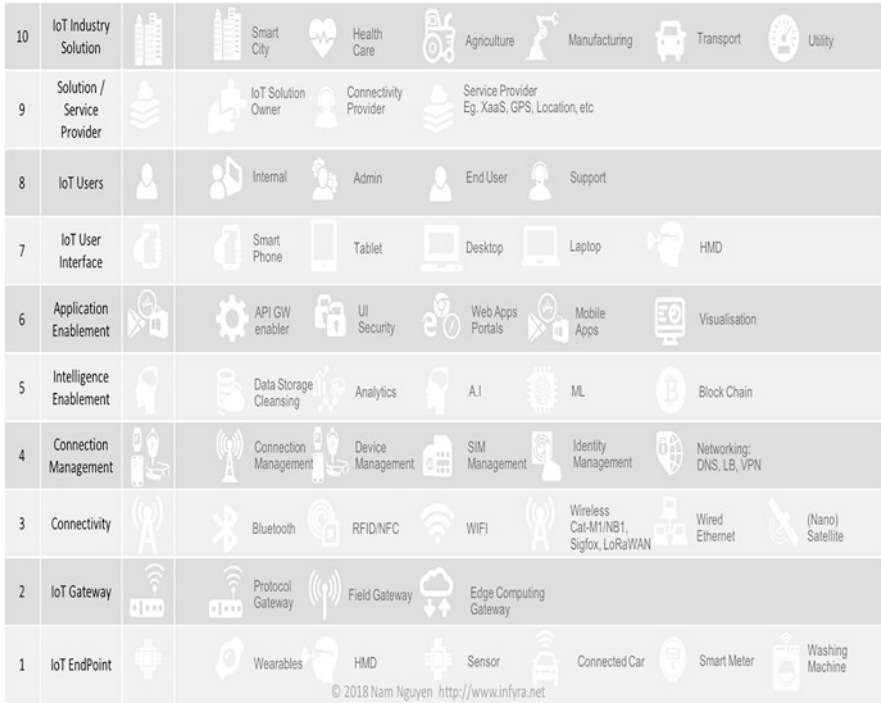 10
IoT Industry
Solution
Smart
City
Health
Care
Agriculture
Manufacturing
Transport
Utility
9
Solution /
Service
Provider
IoT Solution
Owner
Connectivity
Provider
Service Provider
Eg. XaaS, GPS, Location, etc
8
IoT Users
Internal
Admin
End User
Support
7
IoT User
Interface
Smart
Phone
Tablet
Desktop
Laptop
HMD
6
Application
Enablement
API GW
enabler
UI
Security
Web Apps
Portals
Mobile
Apps
Visualisation
5
Intelligence
Enablement
Data Storage
Cleansing
Analytics
A.I
ML
Block Chain
4
Connection
Management
Connection
Management
Device
Management
SIM
Management
Identity
Management
Networking:
DNS, LB, VPN
3
Connectivity
Bluetooth
RFID/NFC
WIFI
Wireless
Cat-M1/NB1,
Sigfox, LoRaWAN
Wired
Ethernet
(Nano)
Satellite
2
IoT Gateway
Protocol
Gateway
Field Gateway
Edge Computing
Gateway
1
IoT EndPoint
Wearables
HMD
Sensor
Connected Car
Smart Meter
Washing
Machine
© 2018 Nam Nguyen http://www.infyra.net